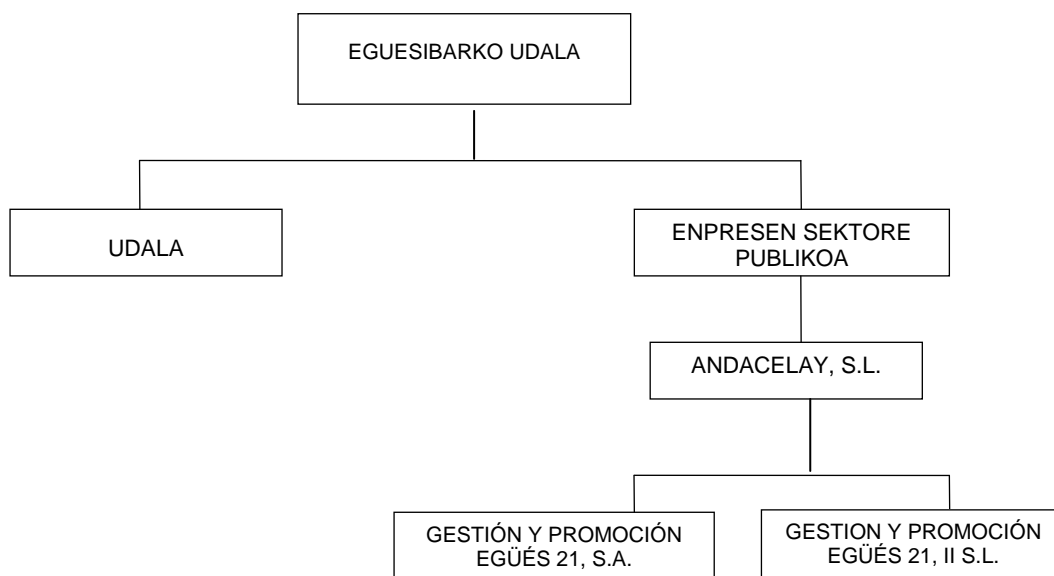 EGUESIBARKO UDALA
UDALA
ENPRESEN SEKTORE
PUBLIKOA
ANDACELAY, S.L.
GESTIÓN Y PROMOCIÓN
EGÜÉS 21, S.A.
GESTION Y PROMOCIÓN
EGÜÉS 21, II S.L.